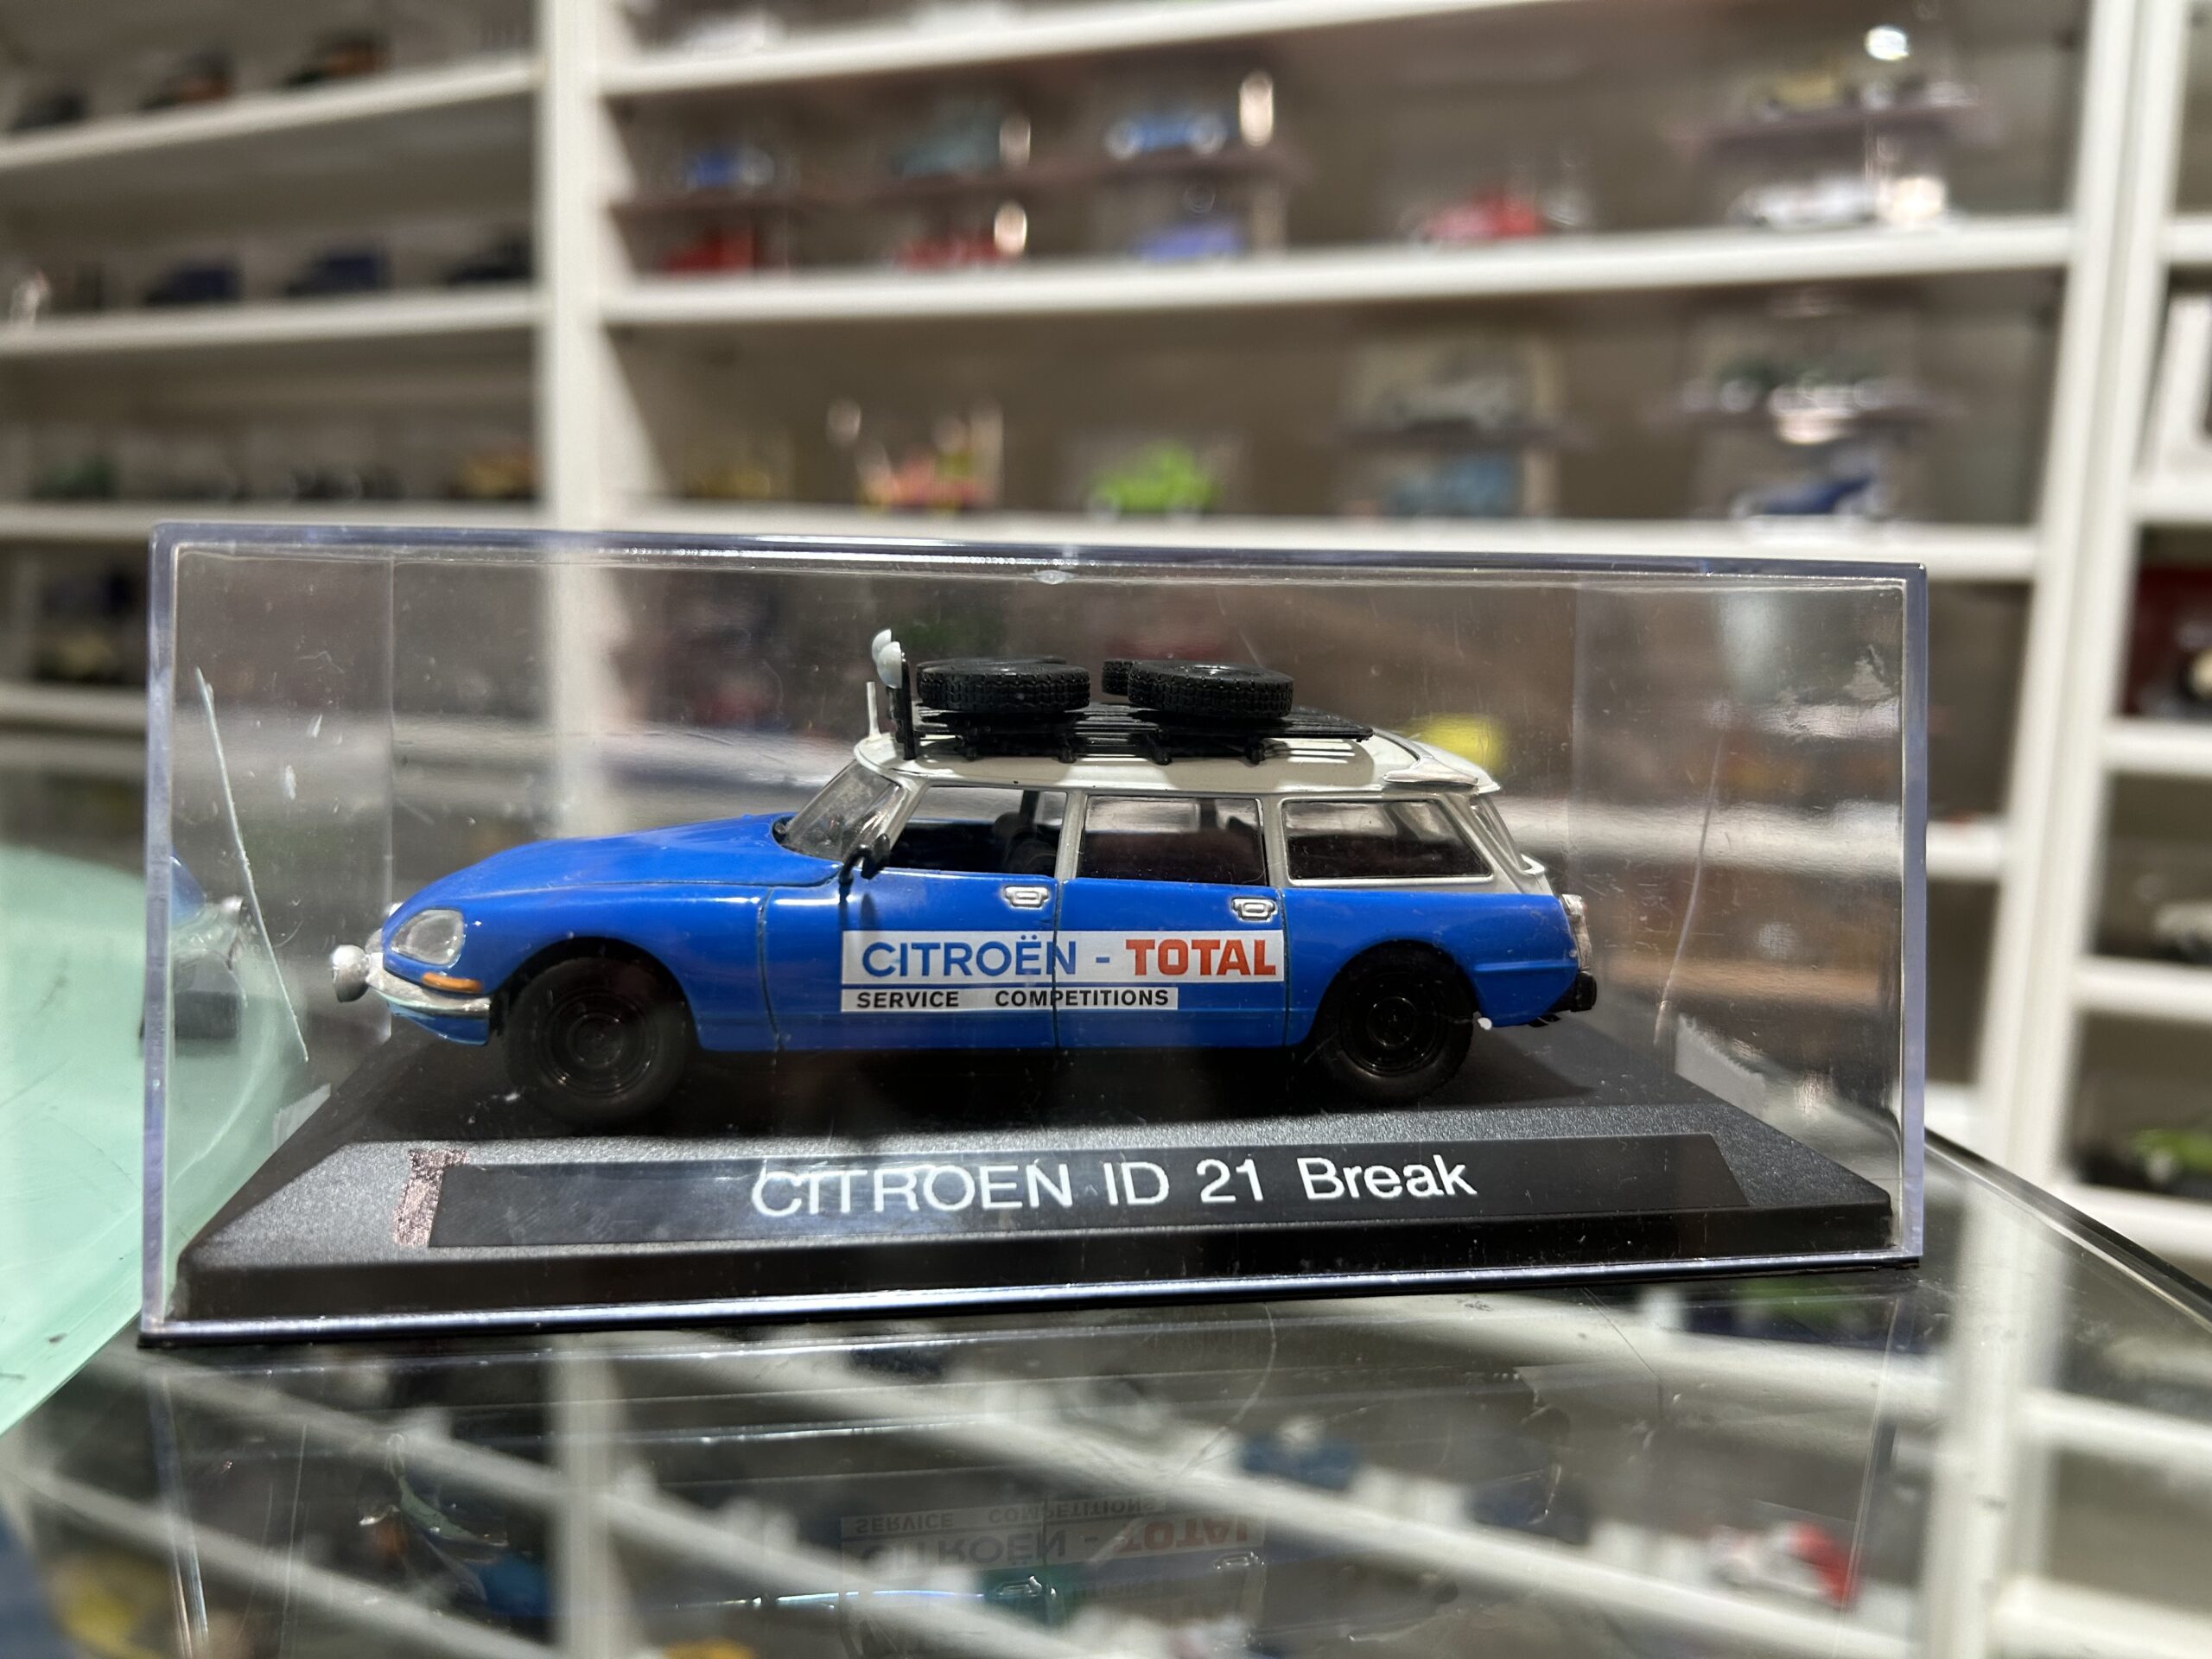 CITROËN - TOTAL
SERVICE COMPETITIONS
CITROEN ID 21 Break